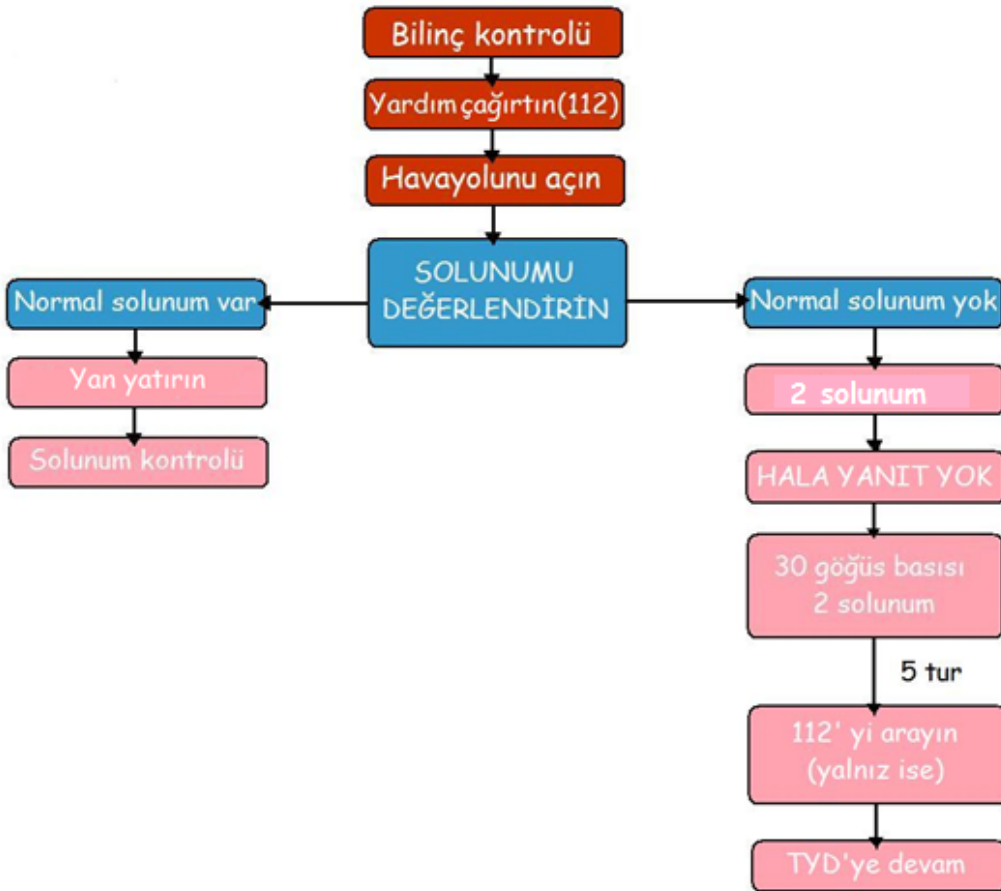 Bilinç kontrolü
Yardım çağırtın(112)
Havayolunu açın
SOLUNUMU
DEĞERLENDİRİN
Normal solunum var
Yan yatırın
Solunum kontrolü
Normal solunum yok
2 solunum
HALA YANIT YOK
30 göğüs basısı
2 solunum
5 tur
112' yi arayın
(yalnız ise)
TYD'ye devam